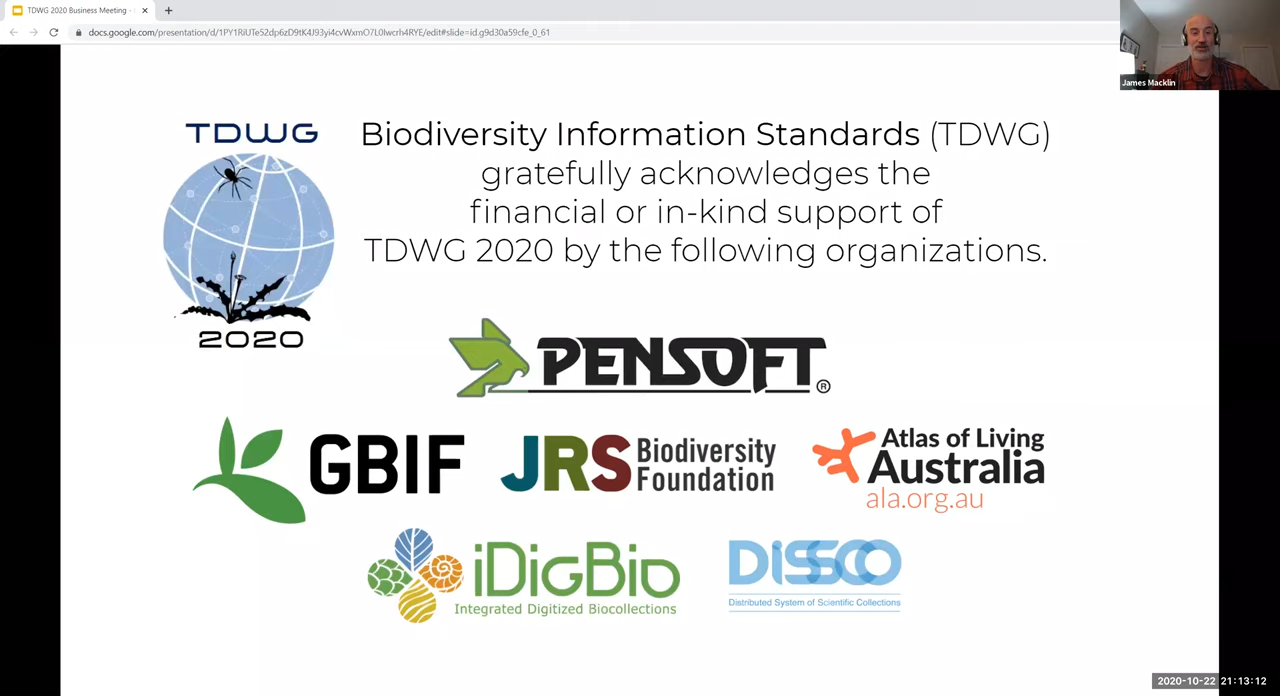 TDWG 2020 Business Meeting -
docs.google.com/presentation/d/1PY1RiUTe52dp6zD9tK4J93yi4cvWxmO7L0lwcrh4RYE/edit#slide=id.g9d30a59cfe_0_61
James Macklin
TDWG
2020
Biodiversity Information Standards (TDWG)
gratefully acknowledges the
financial or in-kind support of
TDWG 2020 by the following organizations.
PENSOFT®
GBIF
JRS Biodiversity
Foundation
Atlas of Living
Australia
ala.org.au
iDigBio
Integrated Digitized Biocollections
DiSSCo
Distributed System of Scientific Collections
2020-10-22 21:13:12